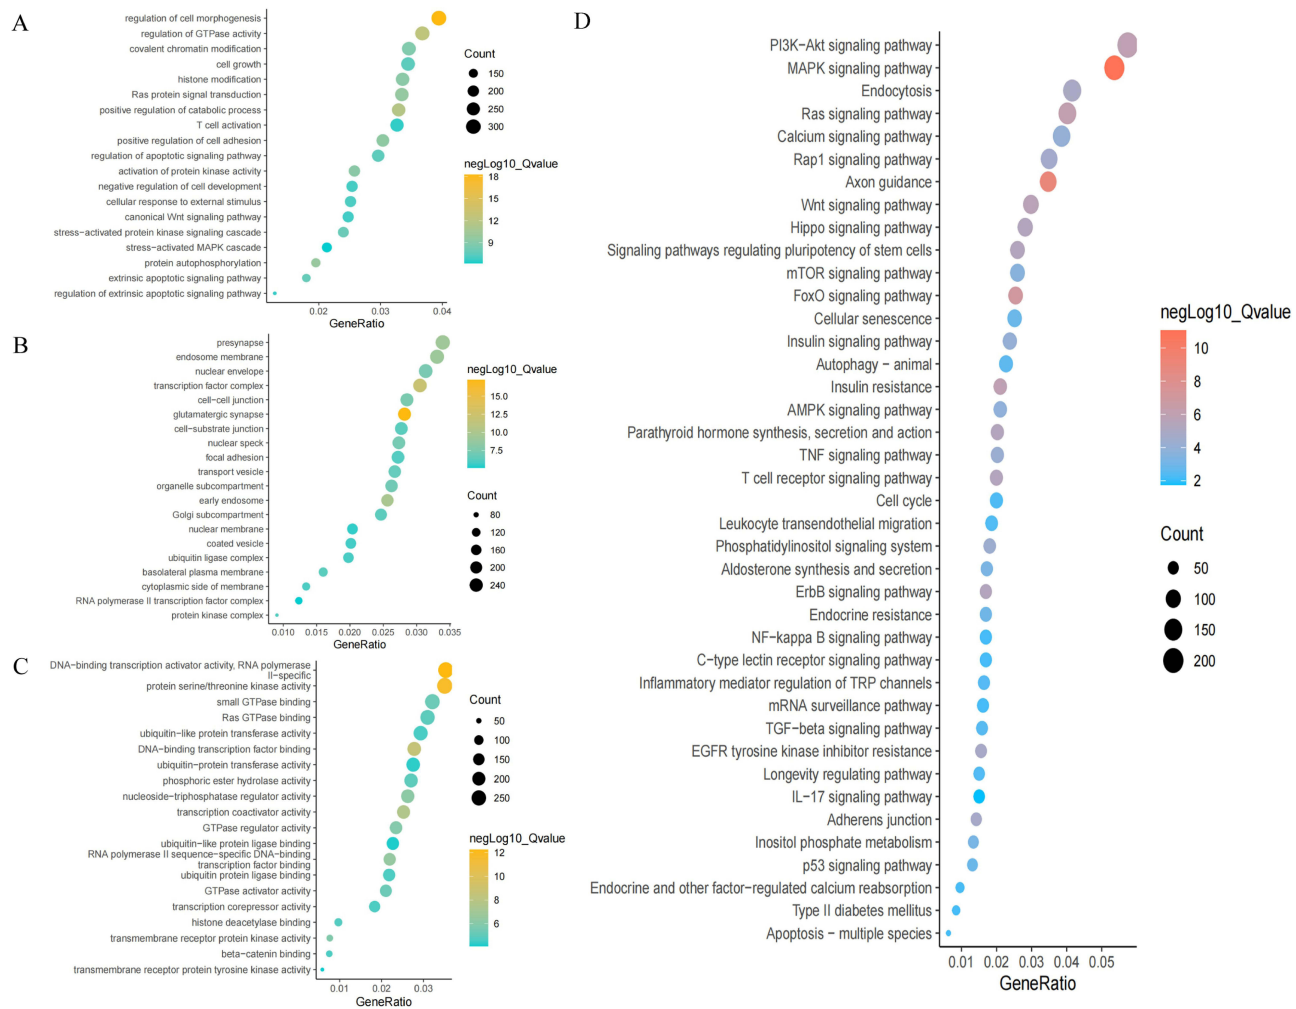 A
regulation of cell morphogenesis
regulation of GTPase activity
covalent chromatin modification
cell growth
histone modification
Ras protein signal transduction
positive regulation of catabolic process
T cell activation
positive regulation of cell adhesion
regulation of apoptotic signaling pathway
activation of protein kinase activity
negative regulation of cell development
cellular response to external stimulus
canonical Wnt signaling pathway
stress−activated protein kinase signaling cascade
stress−activated MAPK cascade
protein autophosphorylation
extrinsic apoptotic signaling pathway
regulation of extrinsic apoptotic signaling pathway
0.02 0.03 0.04
GeneRatio
Count
150
200
250
300
negLog10_Qvalue
18
15
12
9
B
presynapse
endosome membrane
nuclear envelope
transcription factor complex
cell−cell junction
glutamatergic synapse
cell−substrate junction
nuclear speck
focal adhesion
transport vesicle
organelle subcompartment
early endosome
Golgi subcompartment
nuclear membrane
coated vesicle
ubiquitin ligase complex
basolateral plasma membrane
cytoplasmic side of membrane
RNA polymerase II transcription factor complex
protein kinase complex
0.010 0.015 0.020 0.025 0.030 0.035
GeneRatio
negLog10_Qvalue
15.0
12.5
10.0
7.5
Count
80
120
160
200
240
C
DNA−binding transcription activator activity, RNA polymerase
II−specific
protein serine/threonine kinase activity
small GTPase binding
Ras GTPase binding
ubiquitin−like protein transferase activity
DNA−binding transcription factor binding
ubiquitin−protein transferase activity
phosphoric ester hydrolase activity
nucleoside−triphosphatase regulator activity
transcription coactivator activity
GTPase regulator activity
ubiquitin−like protein ligase binding
RNA polymerase II sequence−specific DNA−binding
transcription factor binding
ubiquitin protein ligase binding
GTPase activator activity
transcription corepressor activity
histone deacetylase binding
transmembrane receptor protein kinase activity
beta−catenin binding
transmembrane receptor protein tyrosine kinase activity
0.01 0.02 0.03
GeneRatio
Count
50
100
150
200
250
negLog10_Qvalue
12
10
8
6
D
PI3K−Akt signaling pathway
MAPK signaling pathway
Endocytosis
Ras signaling pathway
Calcium signaling pathway
Rap1 signaling pathway
Axon guidance
Wnt signaling pathway
Hippo signaling pathway
Signaling pathways regulating pluripotency of stem cells
mTOR signaling pathway
FoxO signaling pathway
Cellular senescence
Insulin signaling pathway
Autophagy − animal
Insulin resistance
AMPK signaling pathway
Parathyroid hormone synthesis, secretion and action
TNF signaling pathway
T cell receptor signaling pathway
Cell cycle
Leukocyte transendothelial migration
Phosphatidylinositol signaling system
Aldosterone synthesis and secretion
ErbB signaling pathway
Endocrine resistance
NF−kappa B signaling pathway
C−type lectin receptor signaling pathway
Inflammatory mediator regulation of TRP channels
mRNA surveillance pathway
TGF−beta signaling pathway
EGFR tyrosine kinase inhibitor resistance
Longevity regulating pathway
IL−17 signaling pathway
Adherens junction
Inositol phosphate metabolism
p53 signaling pathway
Endocrine and other factor−regulated calcium reabsorption
Type II diabetes mellitus
Apoptosis − multiple species
0.01 0.02 0.03 0.04 0.05
GeneRatio
negLog10_Qvalue
10
8
6
4
2
Count
50
100
150
200